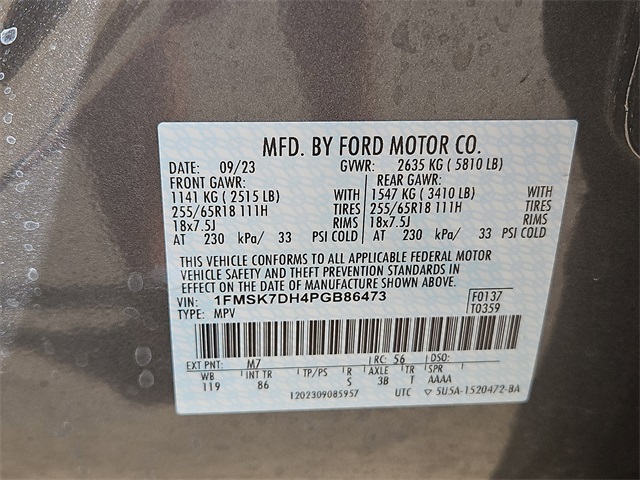 MFD. BY FORD MOTOR CO.
DATE: 09/23 GVWR: 2635 KG ( 5810 LB)
FRONT GAWR: REAR GAWR:
1141 KG ( 2515 LB) WITH 1547 KG ( 3410 LB) WITH
255/65R18 111H TIRES 255/65R18 111H TIRES
18x7.5J RIMS 18x7.5J RIMS
AT 230 kPa/ 33 PSI COLD AT 230 kPa/ 33 PSI COLD
THIS VEHICLE CONFORMS TO ALL APPLICABLE FEDERAL MOTOR
VEHICLE SAFETY AND THEFT PREVENTION STANDARDS IN
EFFECT ON THE DATE OF MANUFACTURE SHOWN ABOVE.
VIN: 1FMSK7DH4PGB86473 F0137
TYPE: MPV T0359
EXT PNT: M7 RC: 56 DSO:
WB INT TR TP/PS R AXLE TR SPR
119 86 S 3B T AAAA
1202309085957 UTC ▽ 5U5A-1520472-BA